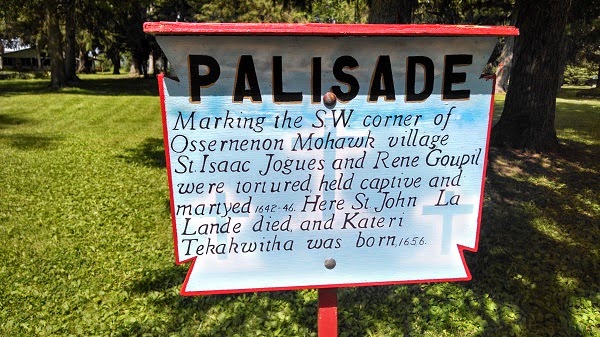 PALISADE
Marking the S.W. corner of
Ossernenon Mohawk village
St. Isaac Jogues and Rene Goupil
were tortured, held captive and
martyed 1642-46. Here St. John La
Lande died, and Kateri
Tekakwitha was born, 1656.